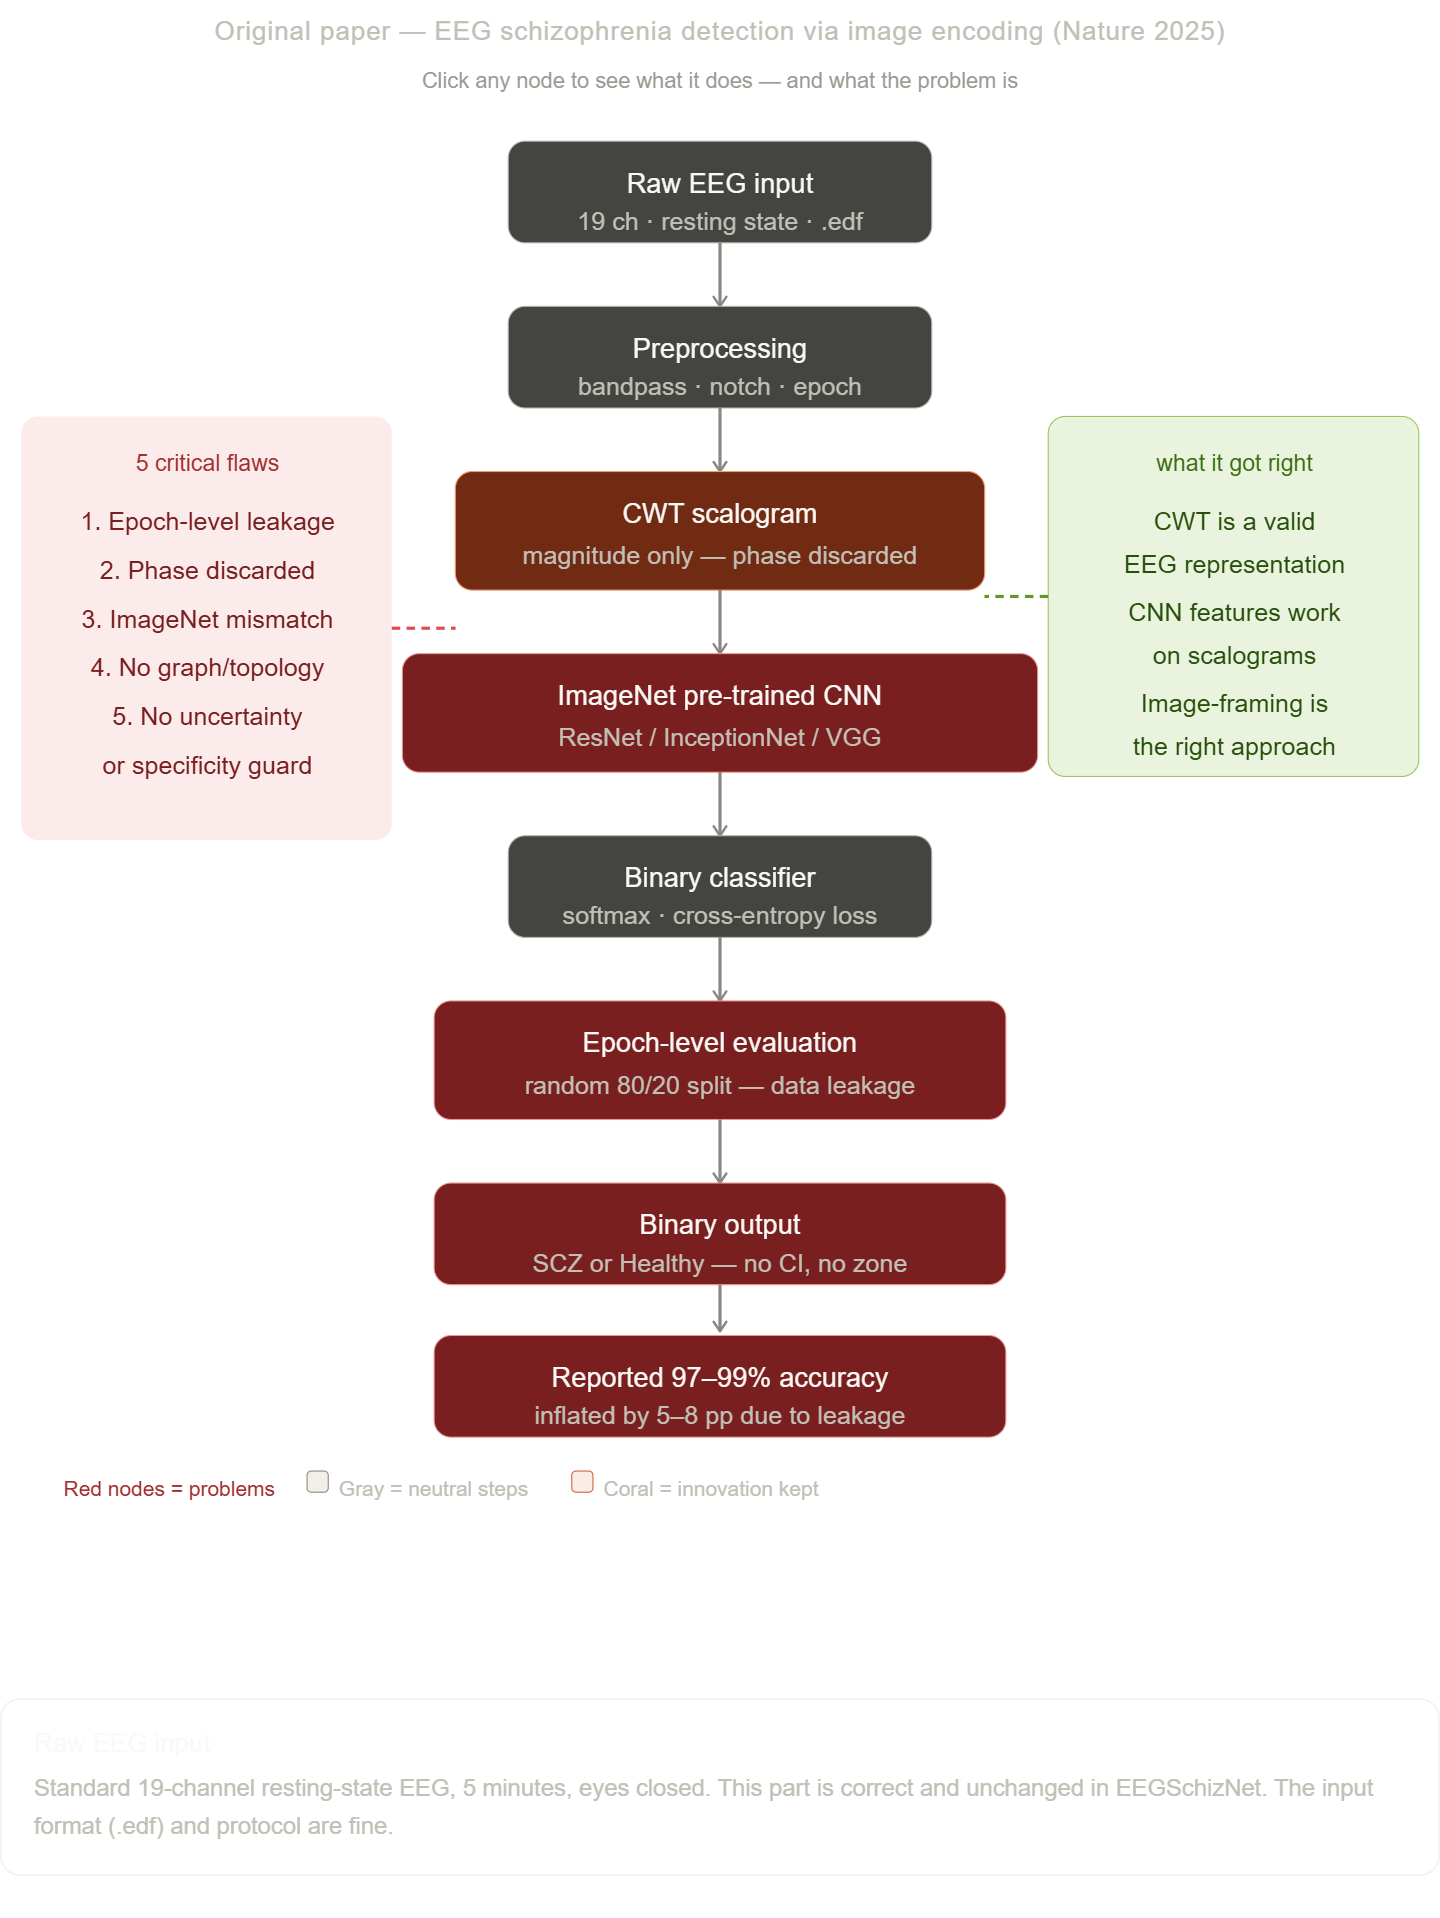 Original paper — EEG schizophrenia detection via image encoding (Nature 2025)
Click any node to see what it does — and what the problem is
Raw EEG input
19 ch · resting state · .edf
Preprocessing
bandpass · notch · epoch
5 critical flaws
1. Epoch-level leakage
2. Phase discarded
3. ImageNet mismatch
4. No graph/topology
5. No uncertainty
or specificity guard
CWT scalogram
magnitude only — phase discarded
what it got right
CWT is a valid
EEG representation
CNN features work
on scalograms
Image-framing is
the right approach
ImageNet pre-trained CNN
ResNet / InceptionNet / VGG
Binary classifier
softmax · cross-entropy loss
Epoch-level evaluation
random 80/20 split — data leakage
Binary output
SCZ or Healthy — no CI, no zone
Reported 97–99% accuracy
inflated by 5–8 pp due to leakage
Red nodes = problems
Gray = neutral steps
Coral = innovation kept
Raw EEG input
Standard 19-channel resting-state EEG, 5 minutes, eyes closed. This part is correct and unchanged in EEGSchizNet. The input
format (.edf) and protocol are fine.